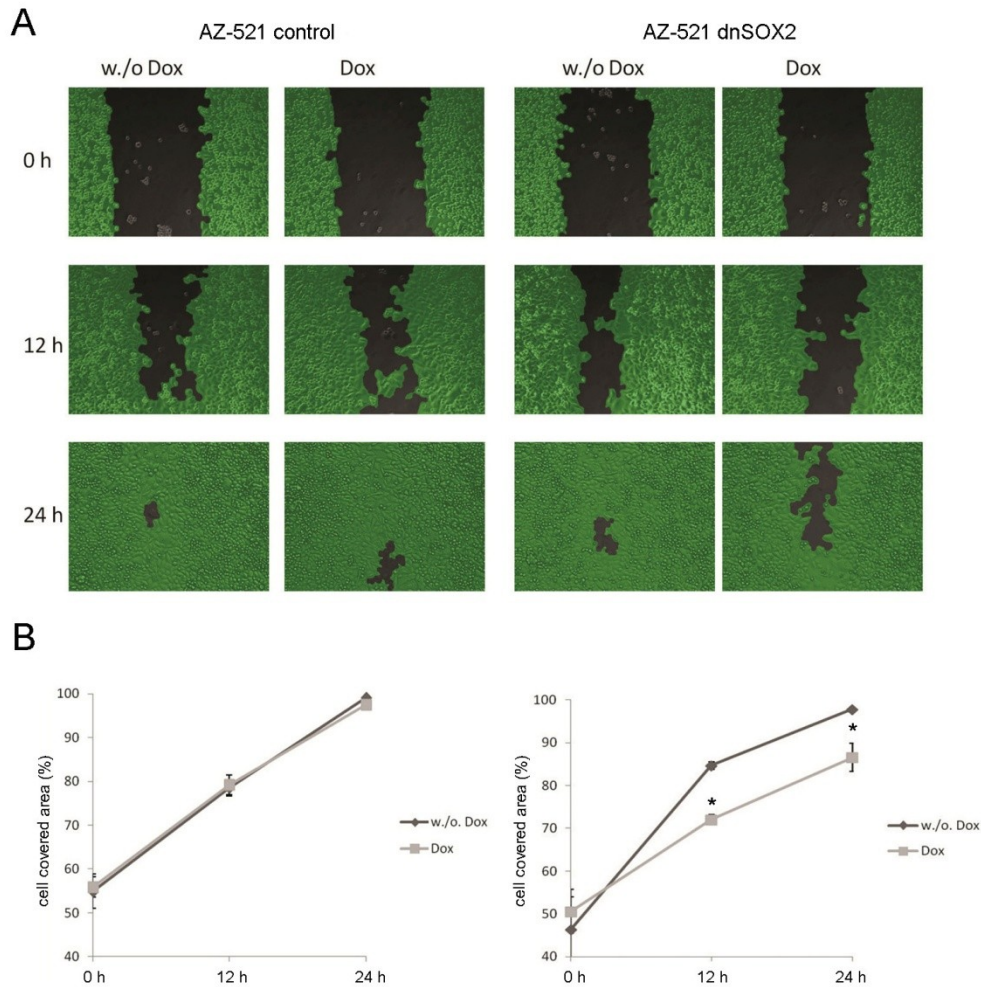 A
AZ-521 control
AZ-521 dnSOX2
w./o Dox
Dox
w./o Dox
Dox
0 h
12 h
24 h
B
cell covered area (%)
100
90
80
70
60
50
40
0 h
12 h
24 h
w./o. Dox
Dox
cell covered area (%)
100
90
80
70
60
50
40
0 h
12 h
24 h
*
*
w./o. Dox
Dox